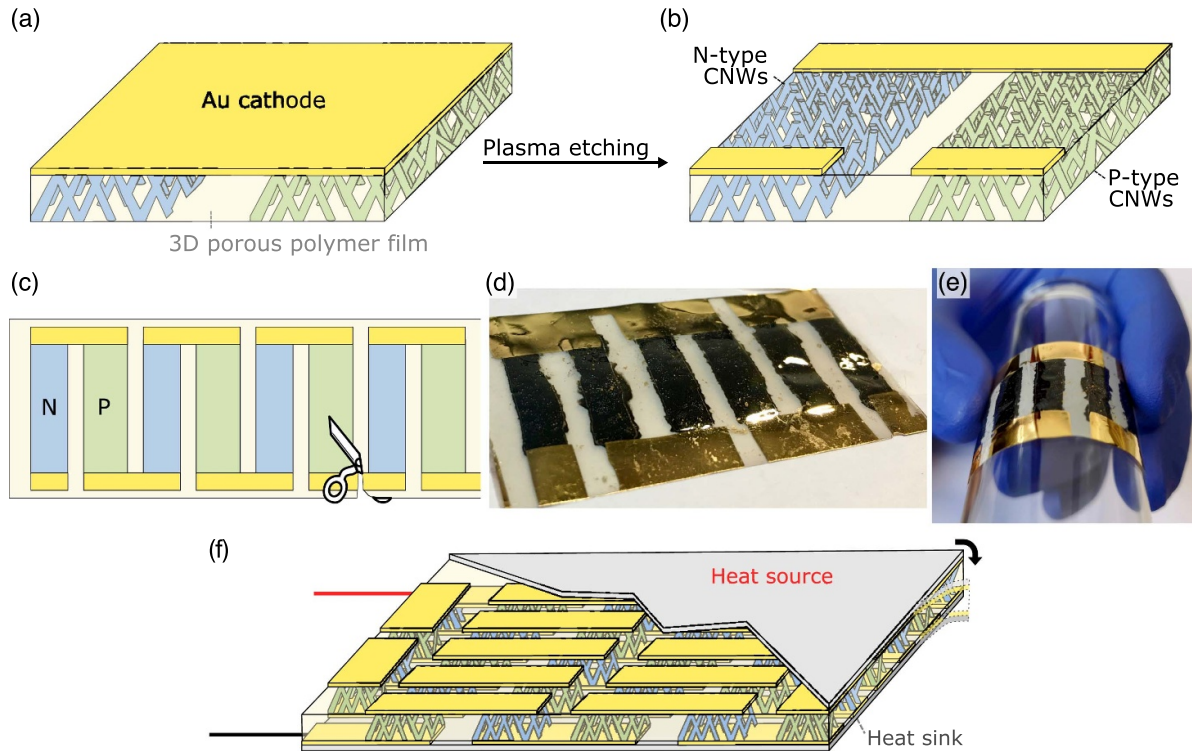 (a)
Au cathode
3D porous polymer film
Plasma etching
(b)
N-type
CNWs
P-type
CNWs
(c)
N
P
(d)
(e)
(f)
Heat source
Heat sink